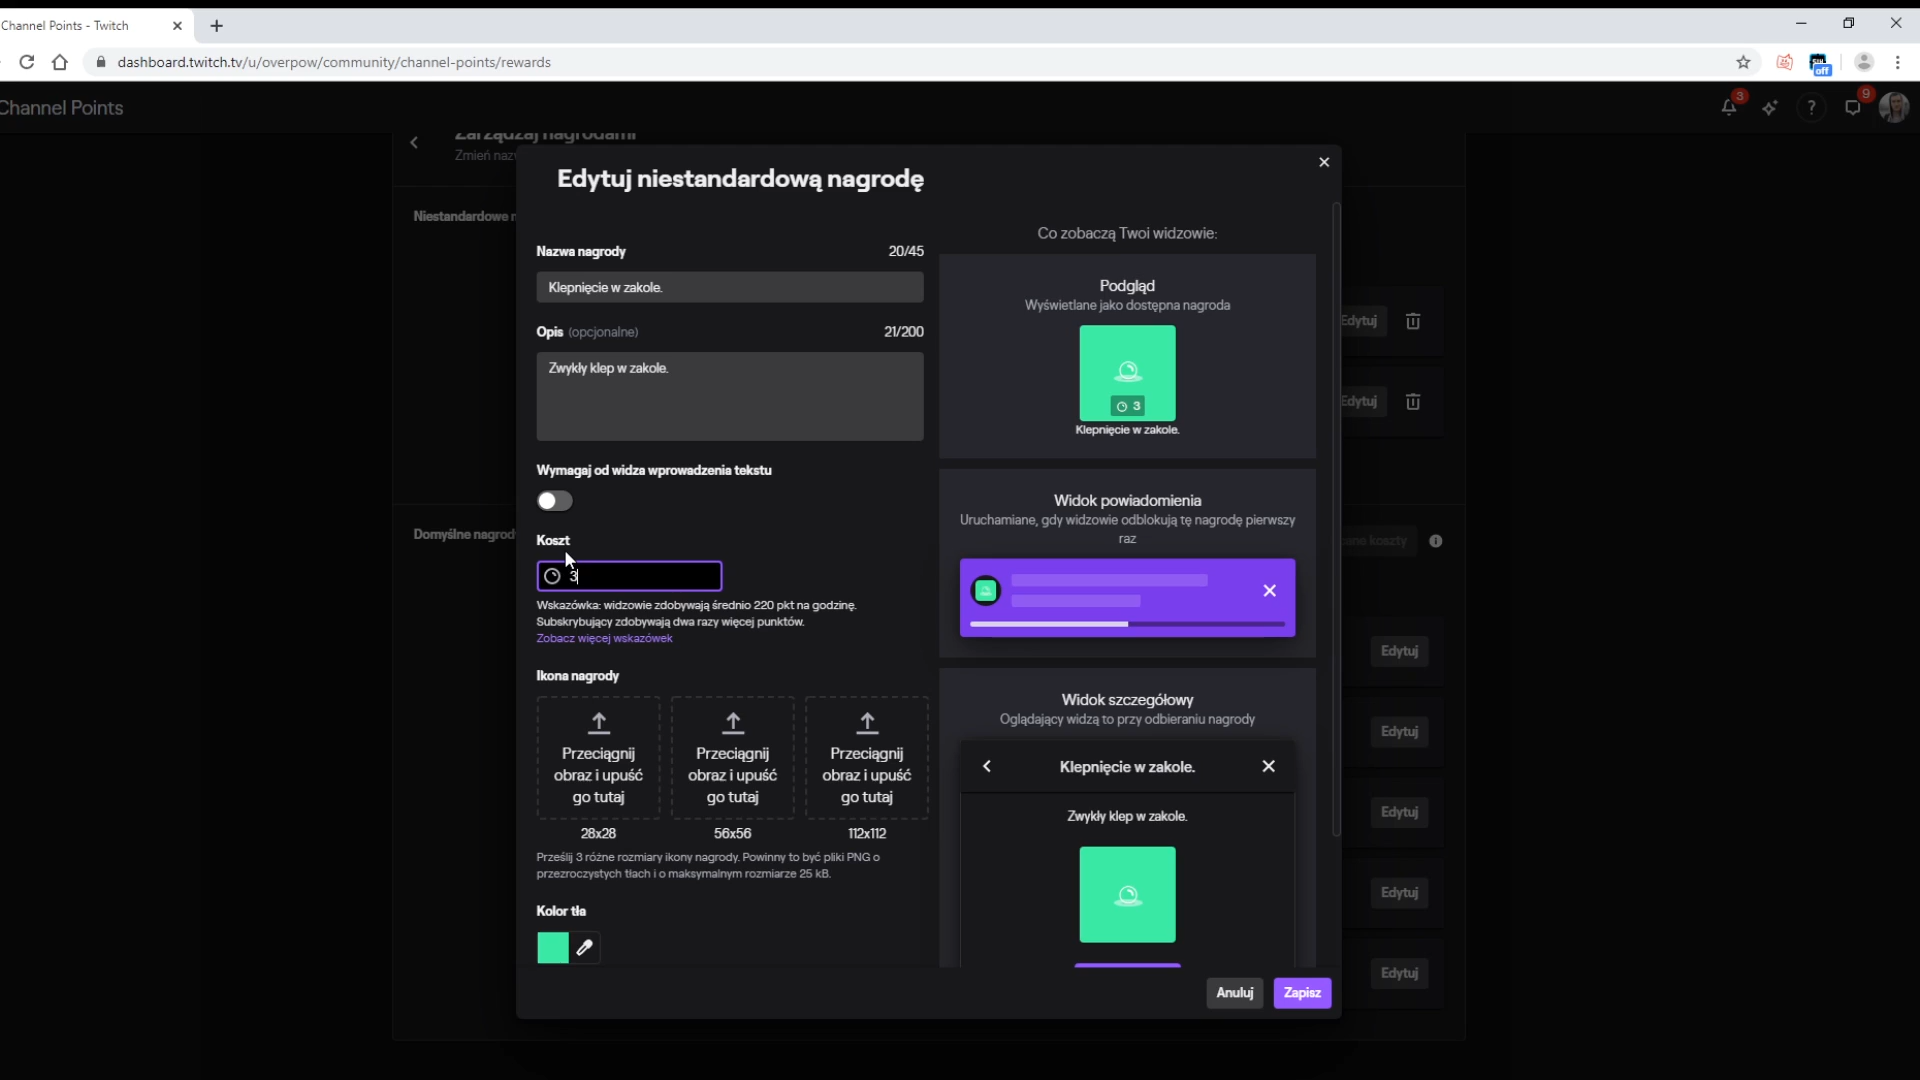 Channel Points - Twitch
dashboard.twitch.tv/u/overpow/community/channel-points/rewards
off
Channel Points
3
?
9
Zarządzaj nagrodami
Zmień
Edytuj niestandardową nagrodę
Niestandardowe
Co zobaczą Twoi widzowie:
Nazwa nagrody
20/45
Klepnięcie w zakole.
Podgląd
Wyświetlane jako dostępna nagroda
3
Klepnięcie w zakole.
Opis (opcjonalne)
21/200
Zwykły klep w zakole.
Edytuj
Edytuj
Wymagaj od widza wprowadzenia tekstu
Widok powiadomienia
Uruchamiane, gdy widzowie odblokują tę nagrodę pierwszy
raz
Domyślne
koszty
Koszt
3
Wskazówka: widzowie zdobywają średnio 220 pkt na godzinę.
Subskrybujący zdobywają dwa razy więcej punktów.
Zobacz więcej wskazówek
Ikona nagrody
Przeciągnij
obraz i upuść
go tutaj
28x28
Przeciągnij
obraz i upuść
go tutaj
56x56
Przeciągnij
obraz i upuść
go tutaj
112x112
Prześlij 3 różne rozmiary ikony nagrody. Powinny to być pliki PNG o
przezroczystych tłach i o maksymalnym rozmiarze 25 kB.
Kolor tła
Widok szczegółowy
Oglądający widzą to przy odbieraniu nagrody
Klepnięcie w zakole.
Zwykły klep w zakole.
Edytuj
Edytuj
Edytuj
Edytuj
Edytuj
Anuluj
Zapisz